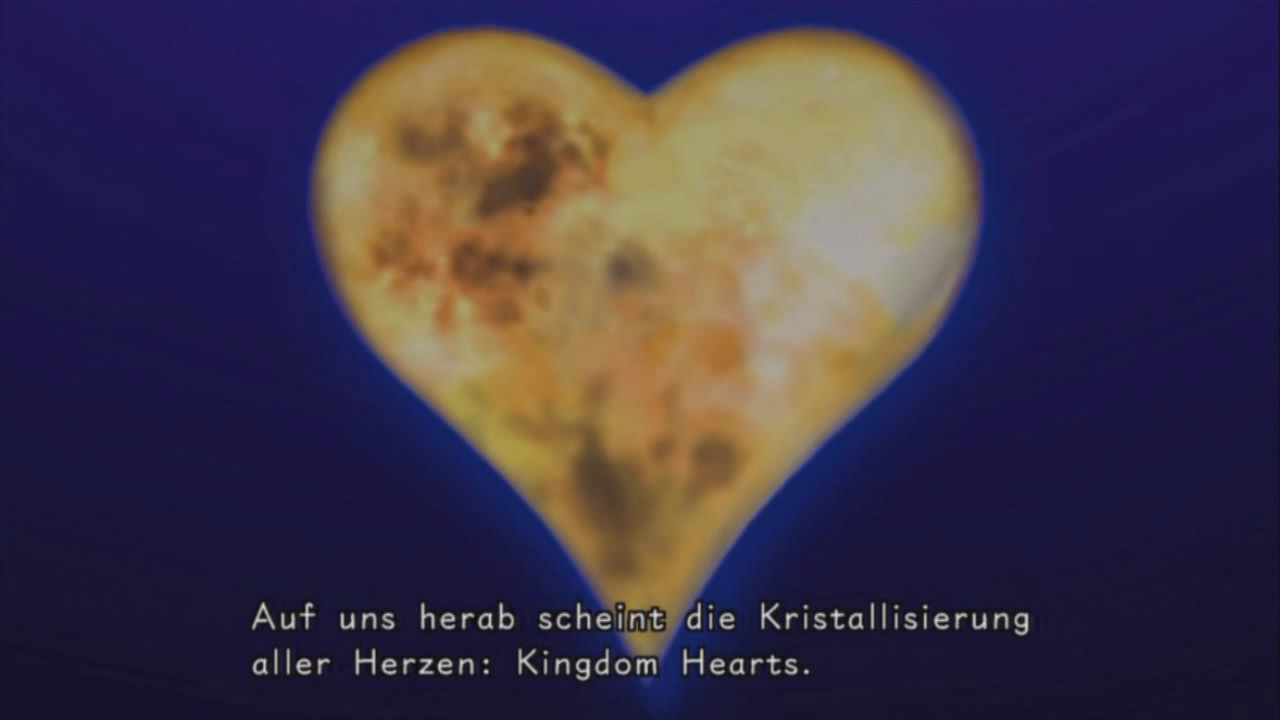 Auf uns herab scheint die Kristallisierung
aller Herzen: Kingdom Hearts.